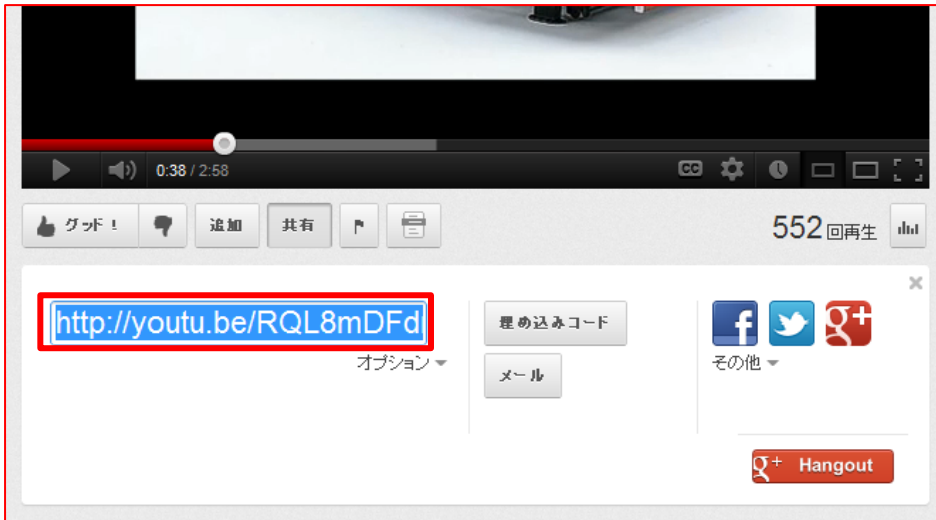 0:38 / 2:58
CC
グッド！ 追加 共有 552 回再生
http://youtu.be/RQL8mDFd
埋め込みコード
オプション
メール
f g+
その他
g+ Hangout